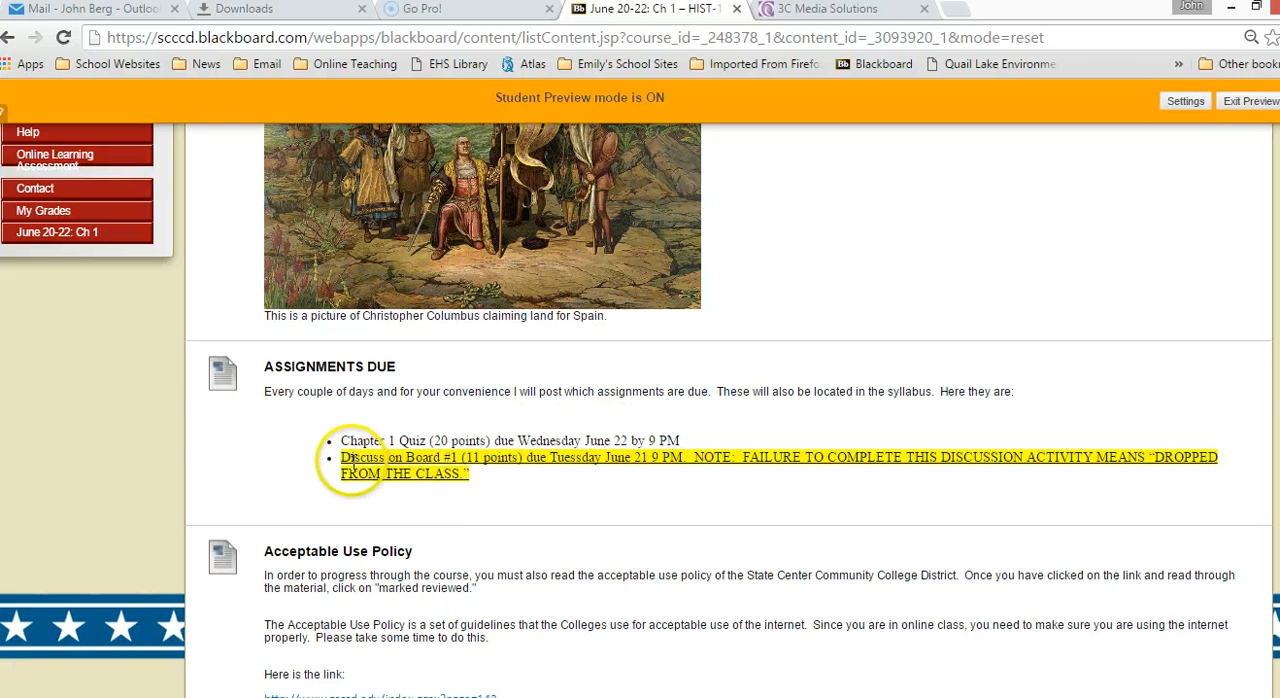 Mail - John Berg - Outloo
Downloads
Go Pro!
Bb June 20-22: Ch 1 – HIST-1
3C Media Solutions
John
https://scccd.blackboard.com/webapps/blackboard/content/listContent.jsp?course_id=_248378_1&content_id=_3093920_1&mode=reset
Apps School Websites News Email Online Teaching EHS Library Atlas Emily's School Sites Imported From Firefo Bb Blackboard Quail Lake Environme » Other bookm
Student Preview mode is ON
Settings
Exit Preview
?
Help
Online Learning
Assessment
Contact
My Grades
June 20-22: Ch 1
This is a picture of Christopher Columbus claiming land for Spain.
ASSIGNMENTS DUE
Every couple of days and for your convenience I will post which assignments are due. These will also be located in the syllabus. Here they are:
• Chapter 1 Quiz (20 points) due Wednesday June 22 by 9 PM
• Discussion Board #1 (11 points) due Tuessday June 21 9 PM. NOTE: FAILURE TO COMPLETE THIS DISCUSSION ACTIVITY MEANS “DROPPED
FROM THE CLASS.”
Acceptable Use Policy
In order to progress through the course, you must also read the acceptable use policy of the State Center Community College District. Once you have clicked on the link and read through
the material, click on "marked reviewed."
The Acceptable Use Policy is a set of guidelines that the Colleges use for acceptable use of the internet. Since you are in online class, you need to make sure you are using the internet
properly. Please take some time to do this.
Here is the link: